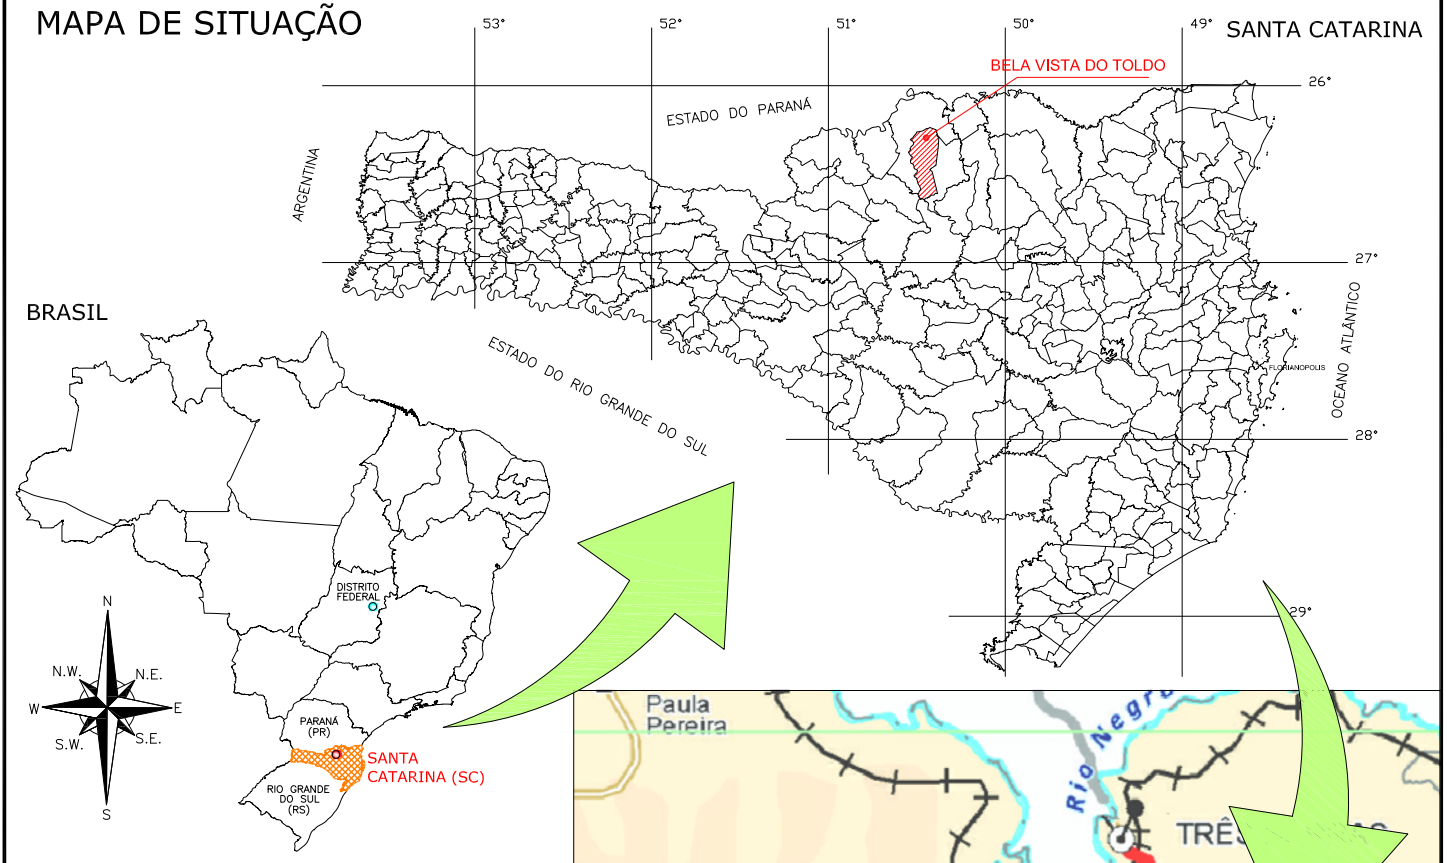 MAPA DE SITUAÇÃO
53°
52°
51°
50°
49°
SANTA CATARINA
BELA VISTA DO TOLDO
26°
ESTADO DO PARANÁ
ARGENTINA
27°
BRASIL
OCEANO ATLÂNTICO
ESTADO DO RIO GRANDE DO SUL
FLORIANOPOLIS
28°
DISTRITO
FEDERAL
29°
N
N.W.
N.E.
W
E
S.W.
S.E.
S
PARANÁ
(PR)
SANTA
CATARINA (SC)
RIO GRANDE
DO SUL
(RS)
Paula
Pereira
Rio Negro
TRÊS